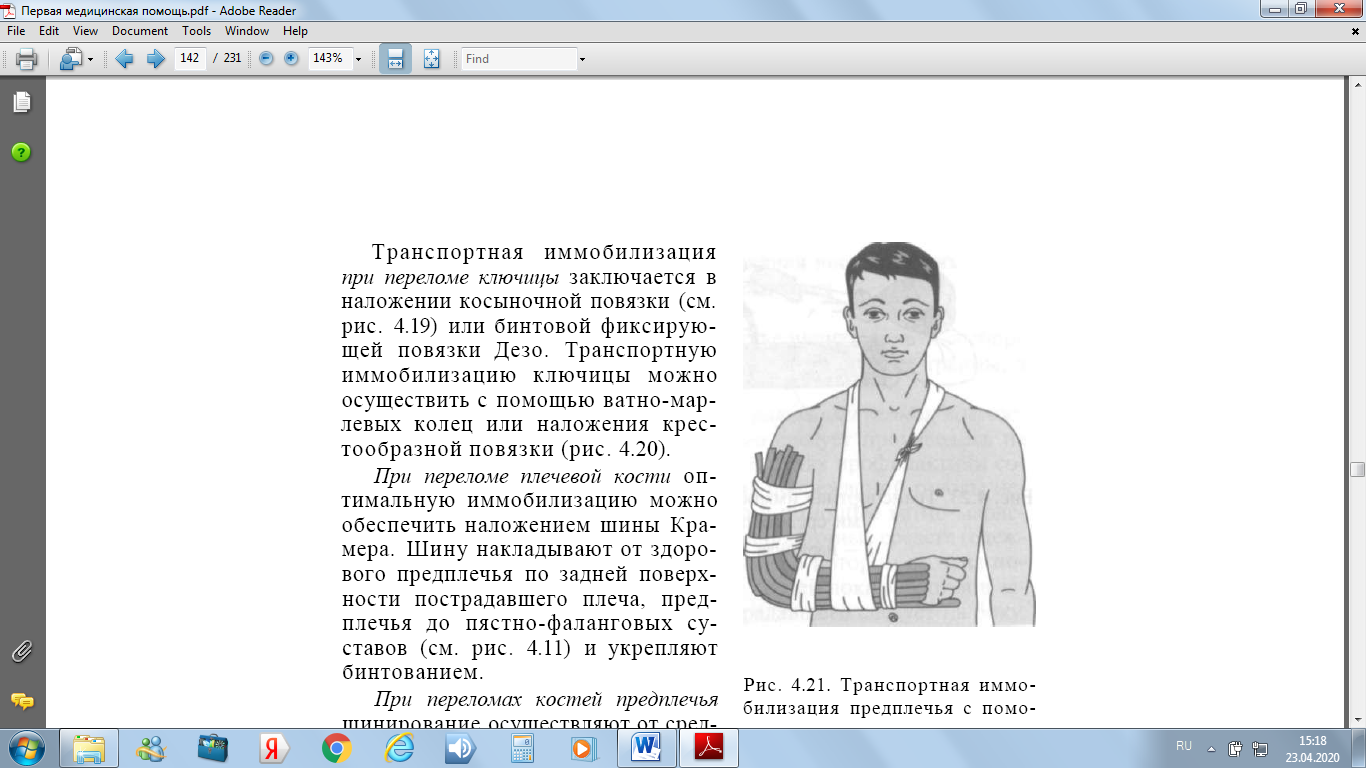 Первая медицинская помощь.pdf - Adobe Reader
File Edit View Document Tools Window Help
142 / 231 143% Find
Транспортная иммобилизация
при переломе ключицы заключается в
наложении косыночной повязки (см.
рис. 4.19) или бинтовой фиксирую-
щей повязки Дезо. Транспортную
иммобилизацию ключицы можно
осуществить с помощью ватно-мар-
левых колец или наложения крес-
тообразной повязки (рис. 4.20).
При переломе плечевой кости оп-
тимальную иммобилизацию можно
обеспечить наложением шины Кра-
мера. Шину накладывают от здоро-
вого предплечья по задней поверх-
ности пострадавшего плеча, пред-
плечья до пястно-фаланговых су-
ставов (см. рис. 4.11) и укрепляют
бинтованием.
При переломах костей предплечья
шинирование осуществляют от сред-
Рис. 4.21. Транспортная иммо-
билизация предплечья с помо-
RU
15:18
23.04.2020